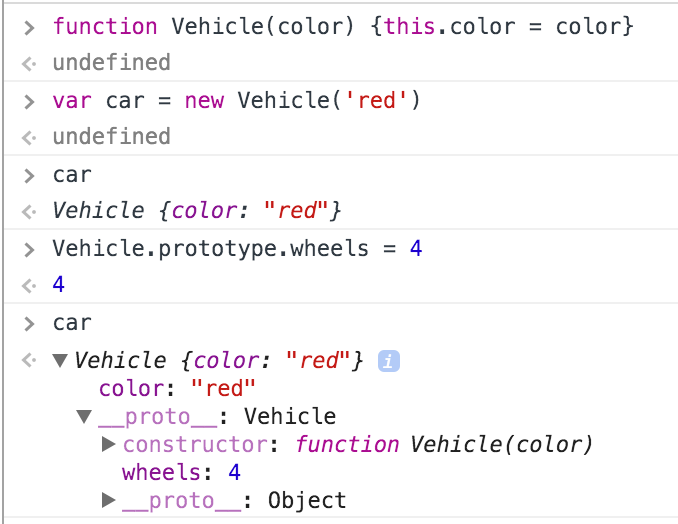 function Vehicle(color) {this.color = color}
undefined
var car = new Vehicle('red')
undefined
car
Vehicle {color: "red"}
Vehicle.prototype.wheels = 4
4
car
Vehicle {color: "red"} i
color: "red"
__proto__: Vehicle
constructor: function Vehicle(color)
wheels: 4
__proto__: Object